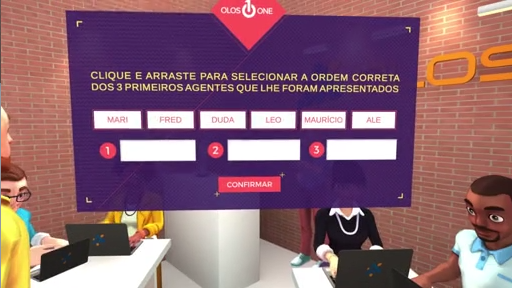 OLOS ONE
CLIQUE E ARRASTE PARA SELECIONAR A ORDEM CORRETA
DOS 3 PRIMEIROS AGENTES QUE LHE FORAM APRESENTADOS
MARI FRED DUDA LEO MAURÍCIO ALE
1 2 3
CONFIRMAR
LOS